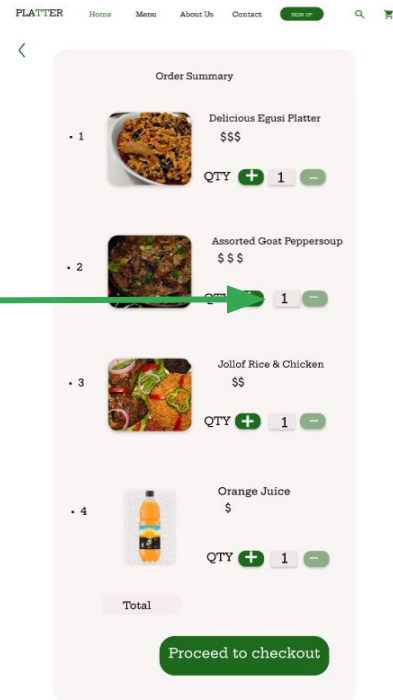 PLATTER Home Menu About Us Contact SIGN UP
Order Summary
• 1
Delicious Egusi Platter
$$$
QTY + 1 -
Assorted Goat Peppersoup
• 2
$ $ $
QTY + 1 -
Jollof Rice & Chicken
• 3
$$
QTY + 1 -
Orange Juice
• 4
$
QTY + 1 -
Total
Proceed to checkout